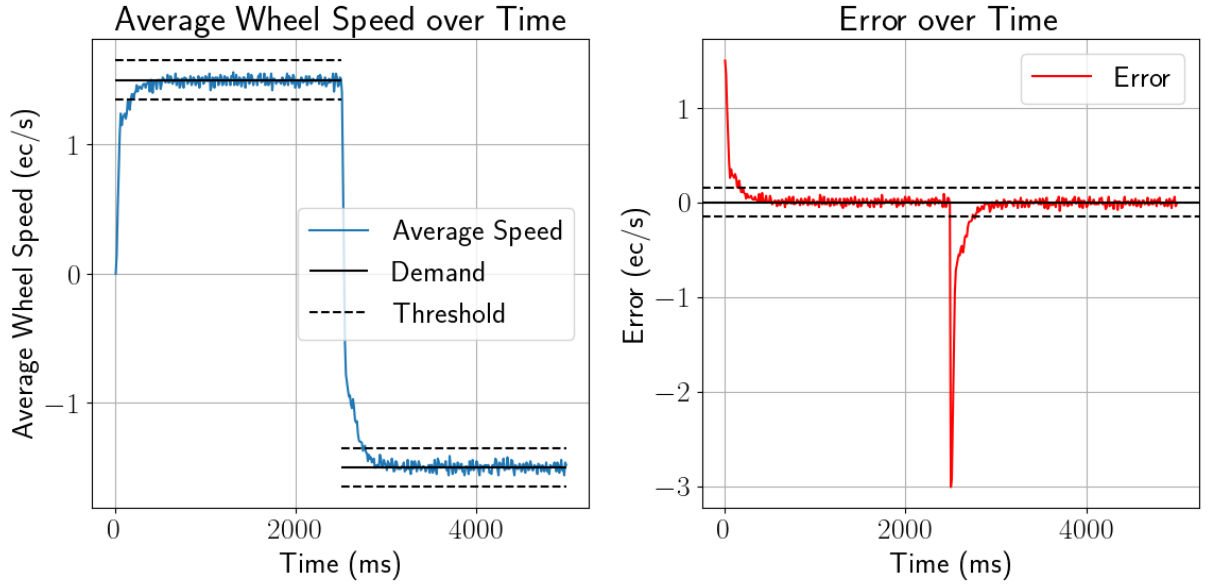 Average Wheel Speed over Time
Average Wheel Speed (ec/s)
1
0
−1
Average Speed
Demand
Threshold
0
2000
4000
Time (ms)
Error over Time
Error (ec/s)
1
0
−1
−2
−3
Error
0
2000
4000
Time (ms)